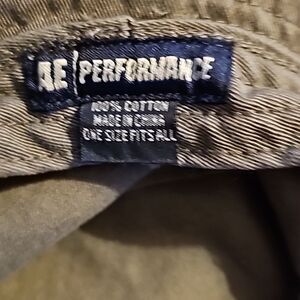 AE PERFORMANCE
100% COTTON
MADE IN CHINA
ONE SIZE FITS ALL